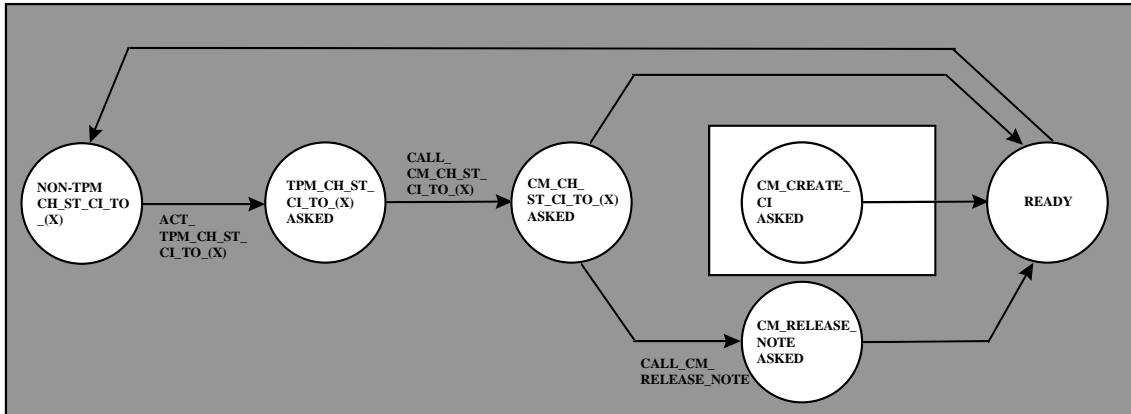 NON-TPM
CH_ST_CI_TO
_(X)
ACT_
TPM_CH_ST_
CI_TO_(X)
TPM_CH_ST_
CI_TO_(X)
ASKED
CALL_
CM_CH_ST_
CI_TO_(X)
CM_CH_
ST_CI_TO_(X)
ASKED
CM_CREATE_
CI
ASKED
READY
CALL_CM_
RELEASE_NOTE
CM_RELEASE_
NOTE
ASKED